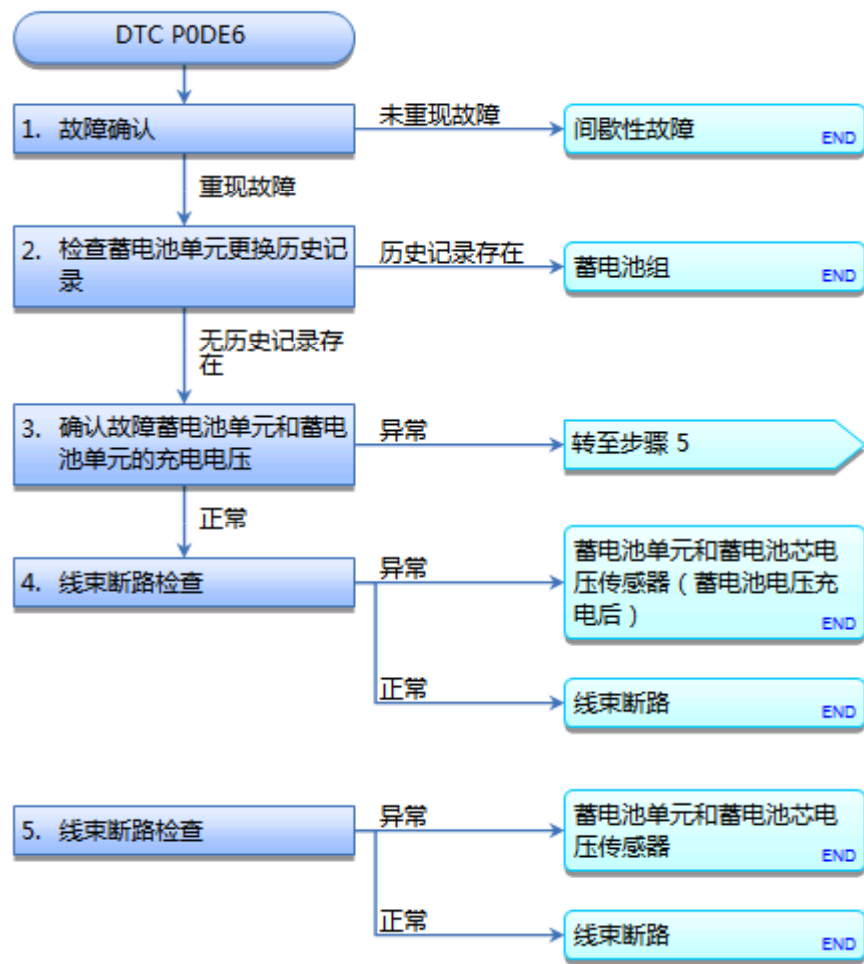 DTC P0DE6
1. 故障确认
未重现故障
间歇性故障
END
重现故障
2. 检查蓄电池单元更换历史记
录
历史记录存在
蓄电池组
END
无历史记录存
在
3. 确认故障蓄电池单元和蓄电
池单元的充电电压
异常
转至步骤 5
正常
4. 线束断路检查
异常
蓄电池单元和蓄电池芯电
压传感器（蓄电池电压充
电后）
END
正常
线束断路
END
5. 线束断路检查
异常
蓄电池单元和蓄电池芯电
压传感器
END
正常
线束断路
END